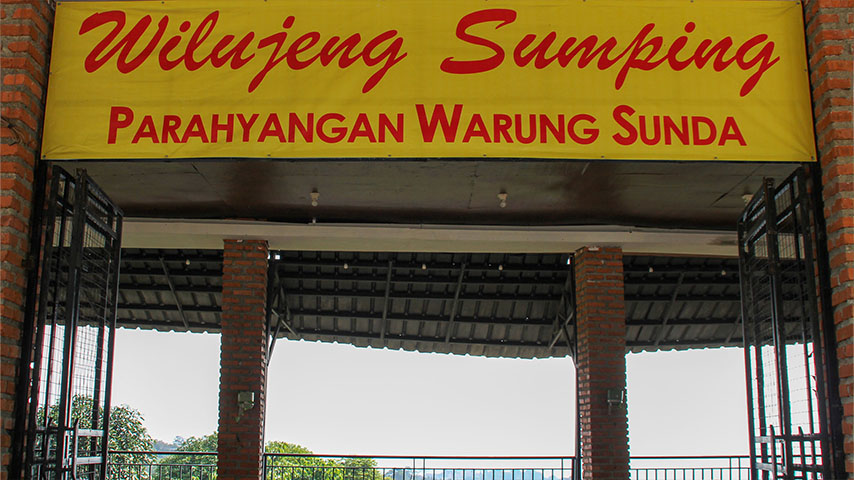 Wilujeng Sumping
PARAHYANGAN WARUNG SUNDA